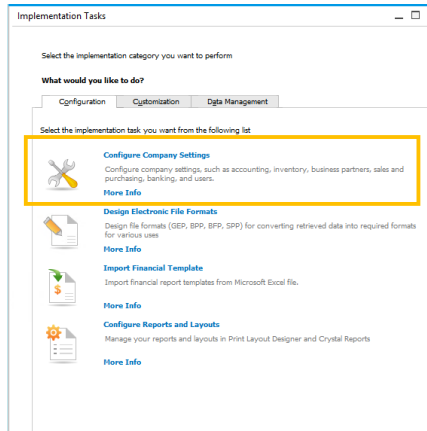 Implementation Tasks
Select the implementation category you want to perform
What would you like to do?
Configuration Customization Data Management
Select the implementation task you want from the following list
Configure Company Settings
Configure company settings, such as accounting, inventory, business partners, sales and
purchasing, banking, and users.
More Info
Design Electronic File Formats
Design file formats (GEP, BPP, BFP, SPP) for converting retrieved data into required formats
for various uses
More Info
Import Financial Template
Import financial report templates from Microsoft Excel file.
More Info
Configure Reports and Layouts
Manage your reports and layouts in Print Layout Designer and Crystal Reports
More Info